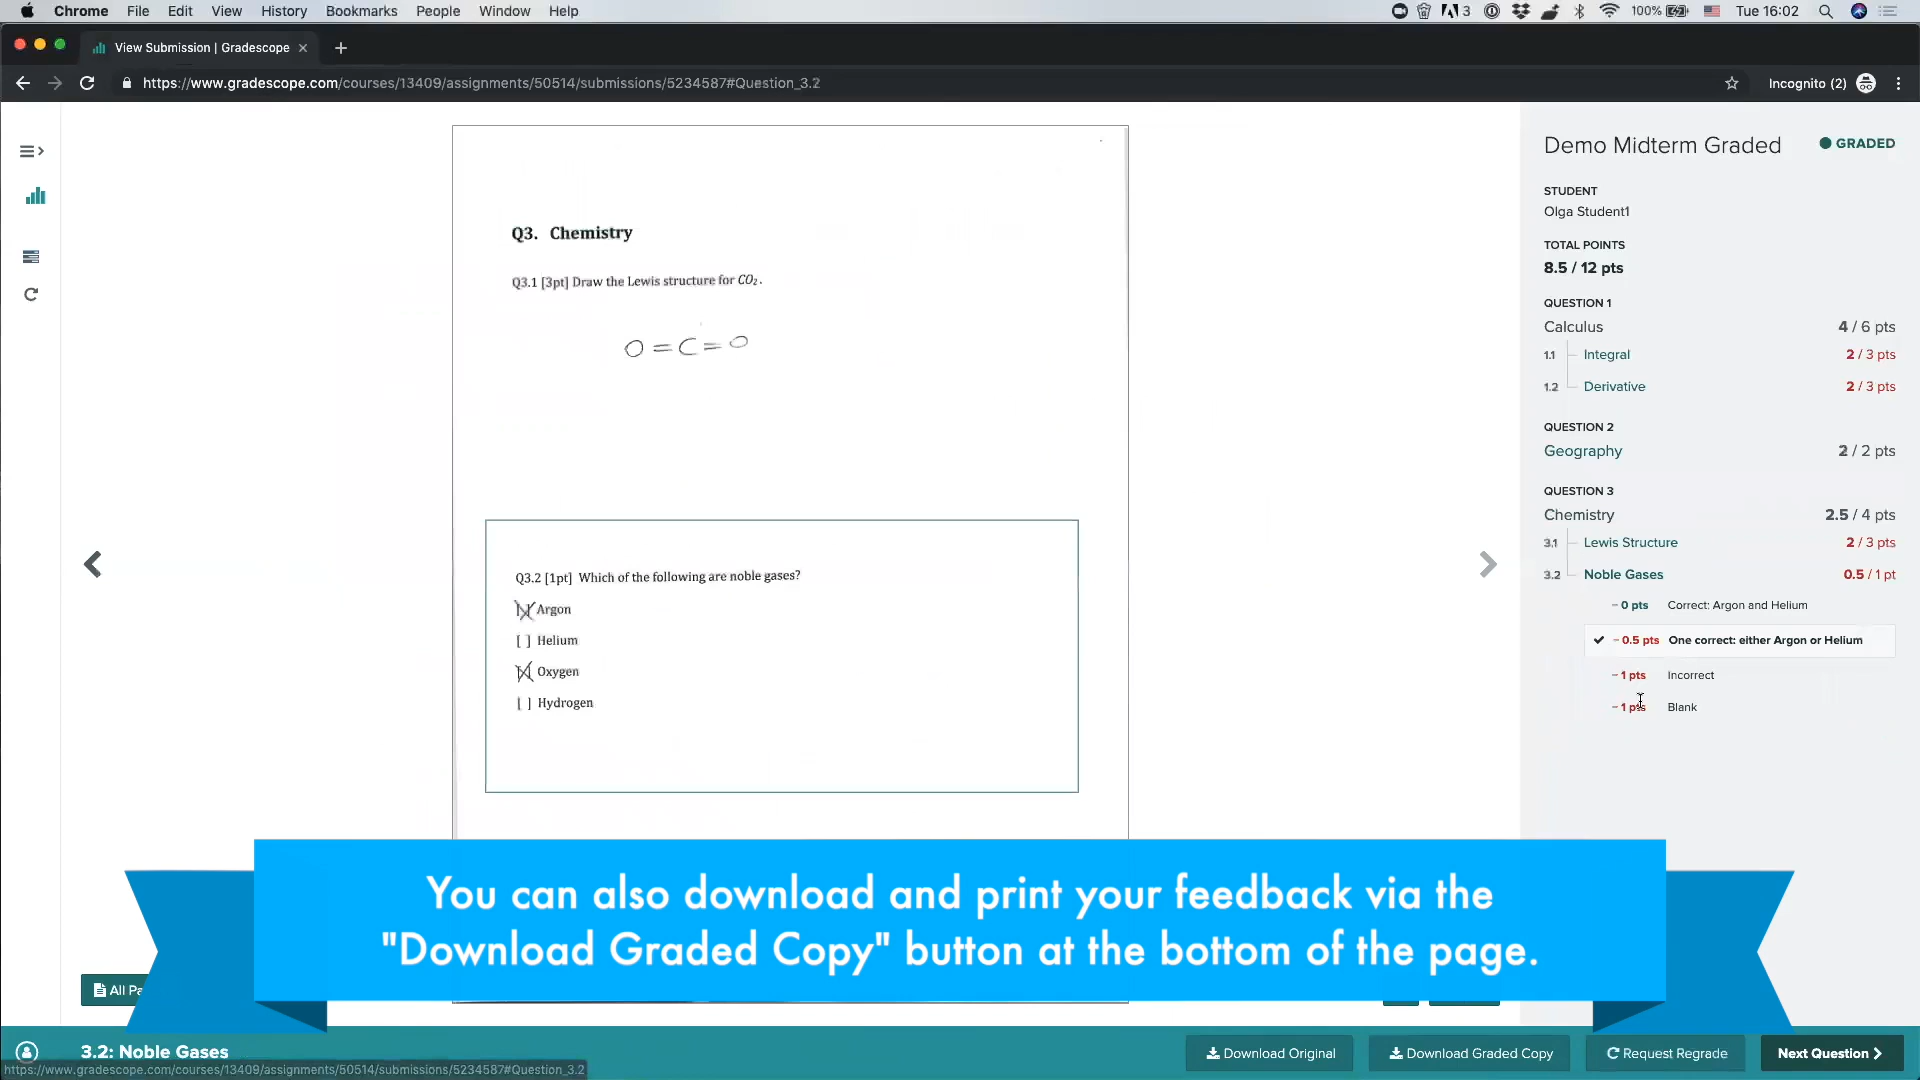 Chrome File Edit View History Bookmarks People Window Help
3 100% Tue 16:02
View Submission | Gradescope
https://www.gradescope.com/courses/13409/assignments/50514/submissions/5234587#Question_3.2
Incognito (2)
Q3. Chemistry
Q3.1 [3pt] Draw the Lewis structure for CO₂.
O = C = O
Q3.2 [1pt] Which of the following are noble gases?
[X] Argon
[ ] Helium
[X] Oxygen
[ ] Hydrogen
Demo Midterm Graded
GRADED
STUDENT
Olga Student1
TOTAL POINTS
8.5 / 12 pts
QUESTION 1
Calculus 4 / 6 pts
1.1 Integral 2 / 3 pts
1.2 Derivative 2 / 3 pts
QUESTION 2
Geography 2 / 2 pts
QUESTION 3
Chemistry 2.5 / 4 pts
3.1 Lewis Structure 2 / 3 pts
3.2 Noble Gases 0.5 / 1 pt
– 0 pts Correct: Argon and Helium
✔ – 0.5 pts One correct: either Argon or Helium
– 1 pts Incorrect
– 1 pts Blank
You can also download and print your feedback via the
"Download Graded Copy" button at the bottom of the page.
All Pa
3.2: Noble Gases
Download Original
Download Graded Copy
Request Regrade
Next Question
https://www.gradescope.com/courses/13409/assignments/50514/submissions/5234587#Question_3.2